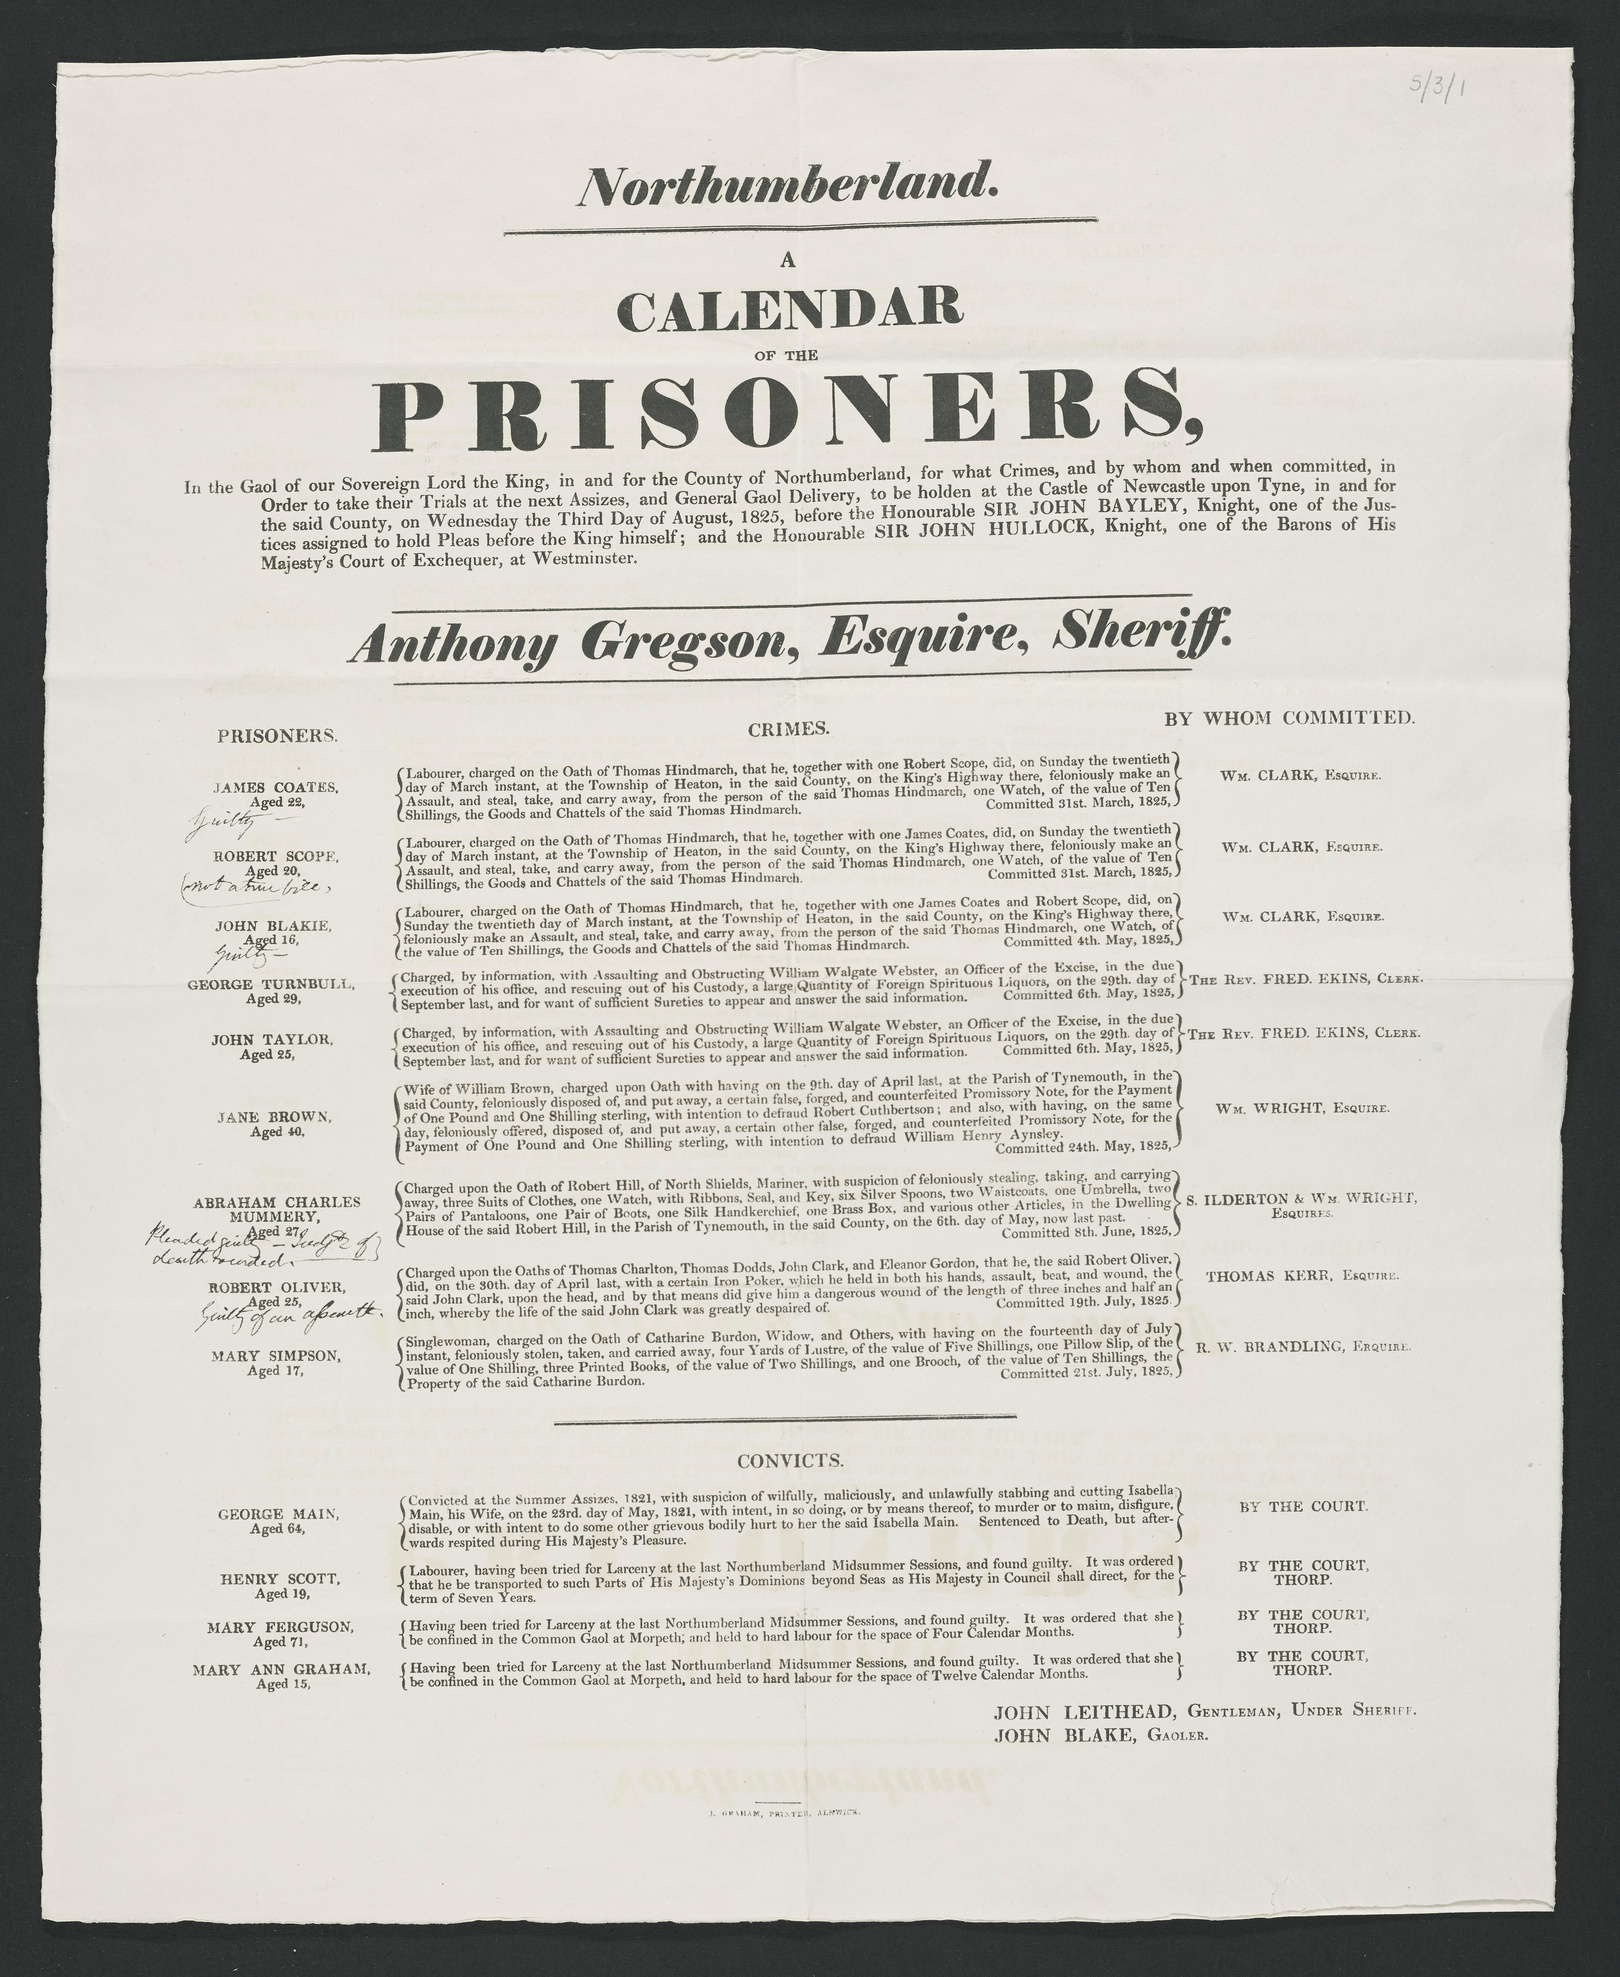 5/3/1
Northumberland.
A
CALENDAR
OF THE
PRISONERS,
In the Gaol of our Sovereign Lord the King, in and for the County of Northumberland, for what Crimes, and by whom and when committed, in
Order to take their Trials at the next Assizes, and General Gaol Delivery, to be holden at the Castle of Newcastle upon Tyne, in and for
the said County, on Wednesday the Third Day of August, 1825, before the Honourable SIR JOHN BAYLEY, Knight, one of the Jus-
tices assigned to hold Pleas before the King himself; and the Honourable SIR JOHN HULLOCK, Knight, one of the Barons of His
Majesty's Court of Exchequer, at Westminster.
Anthony Gregson, Esquire, Sheriff.
PRISONERS.
CRIMES.
BY WHOM COMMITTED.
JAMES COATES,
Aged 22,
Guilty —
Labourer, charged on the Oath of Thomas Hindmarch, that he, together with one Robert Scope, did, on Sunday the twentieth
day of March instant, at the Township of Heaton, in the said County, on the King's Highway there, feloniously make an
Assault, and steal, take, and carry away, from the person of the said Thomas Hindmarch, one Watch, of the value of Ten
Shillings, the Goods and Chattels of the said Thomas Hindmarch. Committed 31st. March, 1825,
WM. CLARK, ESQUIRE.
ROBERT SCOPE,
Aged 20,
not a true bill,
Labourer, charged on the Oath of Thomas Hindmarch, that he, together with one James Coates, did, on Sunday the twentieth
day of March instant, at the Township of Heaton, in the said County, on the King's Highway there, feloniously make an
Assault, and steal, take, and carry away, from the person of the said Thomas Hindmarch, one Watch, of the value of Ten
Shillings, the Goods and Chattels of the said Thomas Hindmarch. Committed 31st. March, 1825,
WM. CLARK, ESQUIRE.
JOHN BLAKIE,
Aged 16,
Guilty —
Labourer, charged on the Oath of Thomas Hindmarch, that he, together with one James Coates and Robert Scope, did, on
Sunday the twentieth day of March instant, at the Township of Heaton, in the said County, on the King's Highway there,
feloniously make an Assault, and steal, take, and carry away, from the person of the said Thomas Hindmarch, one Watch, of
the value of Ten Shillings, the Goods and Chattels of the said Thomas Hindmarch. Committed 4th. May, 1825,
WM. CLARK, ESQUIRE.
GEORGE TURNBULL,
Aged 29,
Charged, by information, with Assaulting and Obstructing William Walgate Webster, an Officer of the Excise, in the due
execution of his office, and rescuing out of his Custody, a large Quantity of Foreign Spirituous Liquors, on the 29th. day of
September last, and for want of sufficient Sureties to appear and answer the said information. Committed 6th. May, 1825,
THE REV. FRED. EKINS, CLERK.
JOHN TAYLOR,
Aged 25,
Charged, by information, with Assaulting and Obstructing William Walgate Webster, an Officer of the Excise, in the due
execution of his office, and rescuing out of his Custody, a large Quantity of Foreign Spirituous Liquors, on the 29th. day of
September last, and for want of sufficient Sureties to appear and answer the said information. Committed 6th. May, 1825,
THE REV. FRED. EKINS, CLERK.
JANE BROWN,
Aged 40,
Wife of William Brown, charged upon Oath with having on the 9th. day of April last, at the Parish of Tynemouth, in the
said County, feloniously disposed of, and put away, a certain false, forged, and counterfeited Promissory Note, for the Payment
of One Pound and One Shilling sterling, with intention to defraud Robert Cuthbertson; and also, with having, on the same
day, feloniously offered, disposed of, and put away, a certain other false, forged, and counterfeited Promissory Note, for the
Payment of One Pound and One Shilling sterling, with intention to defraud William Henry Aynsley.
Committed 24th. May, 1825,
WM. WRIGHT, ESQUIRE.
ABRAHAM CHARLES
MUMMERY,
Aged 27,
Pleaded guilty — Judgt of
death recorded.
Charged upon the Oath of Robert Hill, of North Shields, Mariner, with suspicion of feloniously stealing, taking, and carrying
away, three Suits of Clothes, one Watch, with Ribbons, Seal, and Key, six Silver Spoons, two Waistcoats, one Umbrella, two
Pairs of Pantaloons, one Pair of Boots, one Silk Handkerchief, one Brass Box, and various other Articles, in the Dwelling
House of the said Robert Hill, in the Parish of Tynemouth, in the said County, on the 6th. day of May, now last past.
Committed 8th. June, 1825,
S. ILDERTON & WM. WRIGHT,
ESQUIRES.
ROBERT OLIVER,
Aged 25,
Guilty of an assault.
Charged upon the Oaths of Thomas Charlton, Thomas Dodds, John Clark, and Eleanor Gordon, that he, the said Robert Oliver,
did, on the 30th. day of April last, with a certain Iron Poker, which he held in both his hands, assault, beat, and wound, the
said John Clark, upon the head, and by that means did give him a dangerous wound of the length of three inches and half an
inch, whereby the life of the said John Clark was greatly despaired of. Committed 19th. July, 1825.
THOMAS KERR, ESQUIRE.
MARY SIMPSON,
Aged 17,
Singlewoman, charged on the Oath of Catharine Burdon, Widow, and Others, with having on the fourteenth day of July
instant, feloniously stolen, taken, and carried away, four Yards of Lustre, of the value of Five Shillings, one Pillow Slip, of the
value of One Shilling, three Printed Books, of the value of Two Shillings, and one Brooch, of the value of Ten Shillings, the
Property of the said Catharine Burdon. Committed 21st. July, 1825,
R. W. BRANDLING, ERQUIRE.
CONVICTS.
GEORGE MAIN,
Aged 64,
Convicted at the Summer Assizes, 1821, with suspicion of wilfully, maliciously, and unlawfully stabbing and cutting Isabella
Main, his Wife, on the 23rd. day of May, 1821, with intent, in so doing, or by means thereof, to murder or to maim, disfigure,
disable, or with intent to do some other grievous bodily hurt to her the said Isabella Main. Sentenced to Death, but after-
wards respited during His Majesty's Pleasure.
BY THE COURT.
HENRY SCOTT,
Aged 19,
Labourer, having been tried for Larceny at the last Northumberland Midsummer Sessions, and found guilty. It was ordered
that he be transported to such Parts of His Majesty's Dominions beyond Seas as His Majesty in Council shall direct, for the
term of Seven Years.
BY THE COURT,
THORP.
MARY FERGUSON,
Aged 71,
Having been tried for Larceny at the last Northumberland Midsummer Sessions, and found guilty. It was ordered that she
be confined in the Common Gaol at Morpeth, and held to hard labour for the space of Four Calendar Months.
BY THE COURT,
THORP.
MARY ANN GRAHAM,
Aged 15,
Having been tried for Larceny at the last Northumberland Midsummer Sessions, and found guilty. It was ordered that she
be confined in the Common Gaol at Morpeth, and held to hard labour for the space of Twelve Calendar Months.
BY THE COURT,
THORP.
JOHN LEITHEAD, GENTLEMAN, UNDER SHERIFF.
JOHN BLAKE, GAOLER.
J. GRAHAM, PRINTER, ALNWICK.